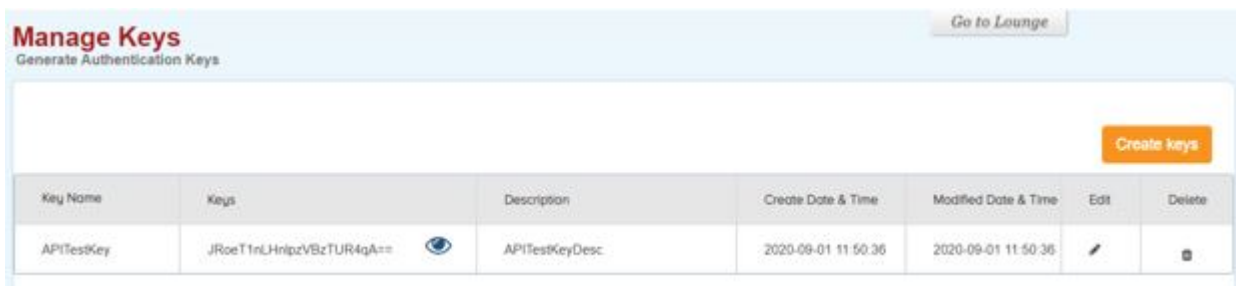 Go to Lounge
Manage Keys
Generate Authentication Keys
Create keys
Key Name Keys Description Create Date & Time Modified Date & Time Edit Delete
APITestKey JRoeT1nLHnIpzVBzTUR4qA== APITestKeyDesc 2020-09-01 11:50:36 2020-09-01 11:50:36